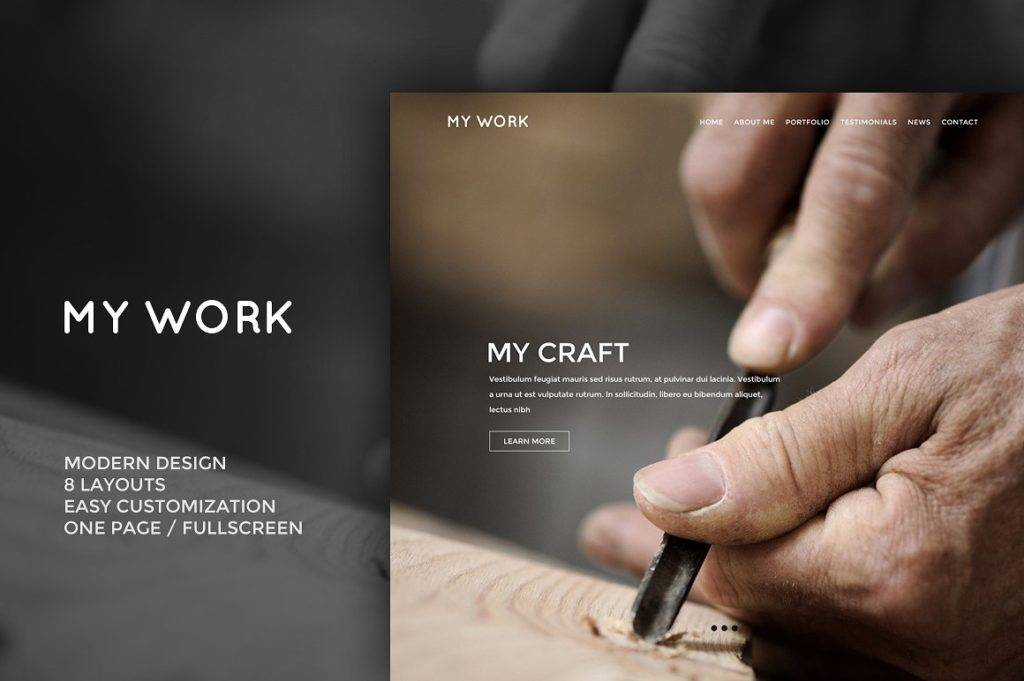 MY WORK
MODERN DESIGN
8 LAYOUTS
EASY CUSTOMIZATION
ONE PAGE / FULLSCREEN
MY WORK
HOME ABOUT ME PORTFOLIO TESTIMONIALS NEWS CONTACT
MY CRAFT
Vestibulum feugiat mauris sed risus rutrum, at pulvinar dui lacinia. Vestibulum
a urna ut est vulputate rutrum. In sollicitudin, libero eu bibendum aliquet,
lectus nibh
LEARN MORE